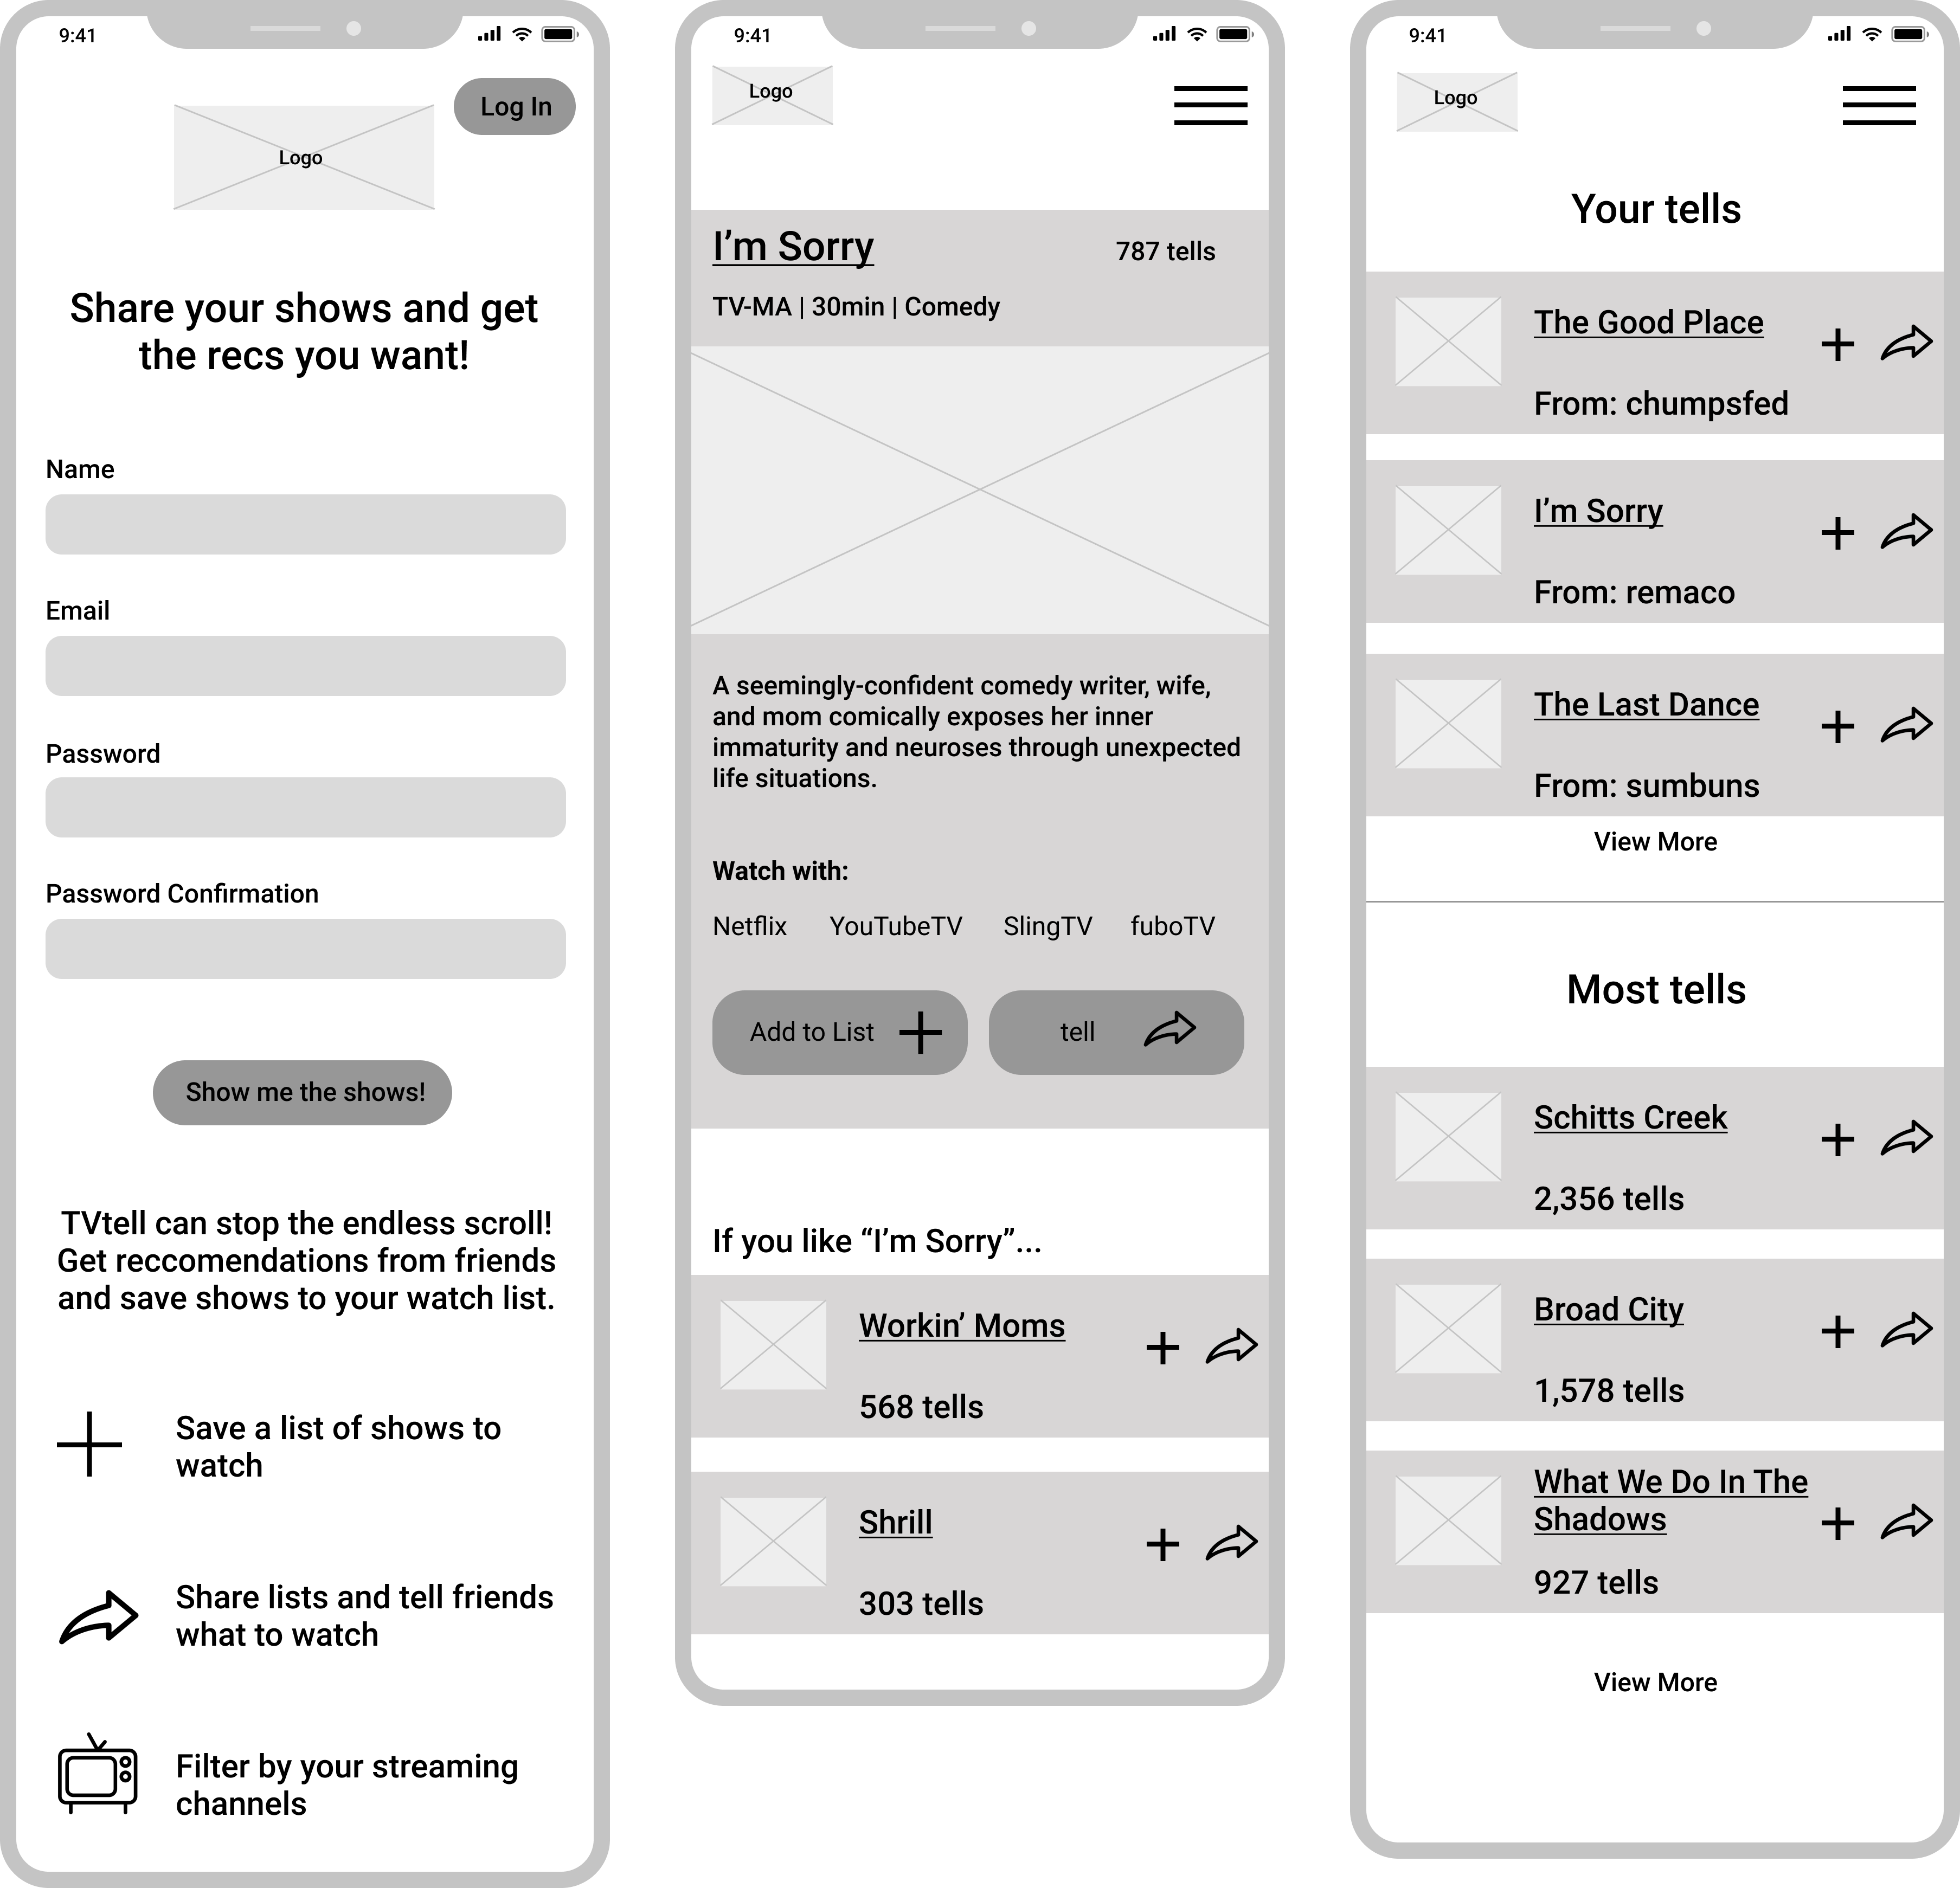 9:41
Log In
Logo
Share your shows and get
the recs you want!
Name
Email
Password
Password Confirmation
Show me the shows!
TVtell can stop the endless scroll!
Get reccomendations from friends
and save shows to your watch list.
Save a list of shows to
watch
Share lists and tell friends
what to watch
Filter by your streaming
channels
9:41
Logo
I’m Sorry
787 tells
TV-MA | 30min | Comedy
A seemingly-confident comedy writer, wife,
and mom comically exposes her inner
immaturity and neuroses through unexpected
life situations.
Watch with:
Netflix YouTubeTV SlingTV fuboTV
Add to List
tell
If you like “I’m Sorry”...
Workin’ Moms
568 tells
Shrill
303 tells
9:41
Logo
Your tells
The Good Place
From: chumpsfed
I’m Sorry
From: remaco
The Last Dance
From: sumbuns
View More
Most tells
Schitts Creek
2,356 tells
Broad City
1,578 tells
What We Do In The
Shadows
927 tells
View More